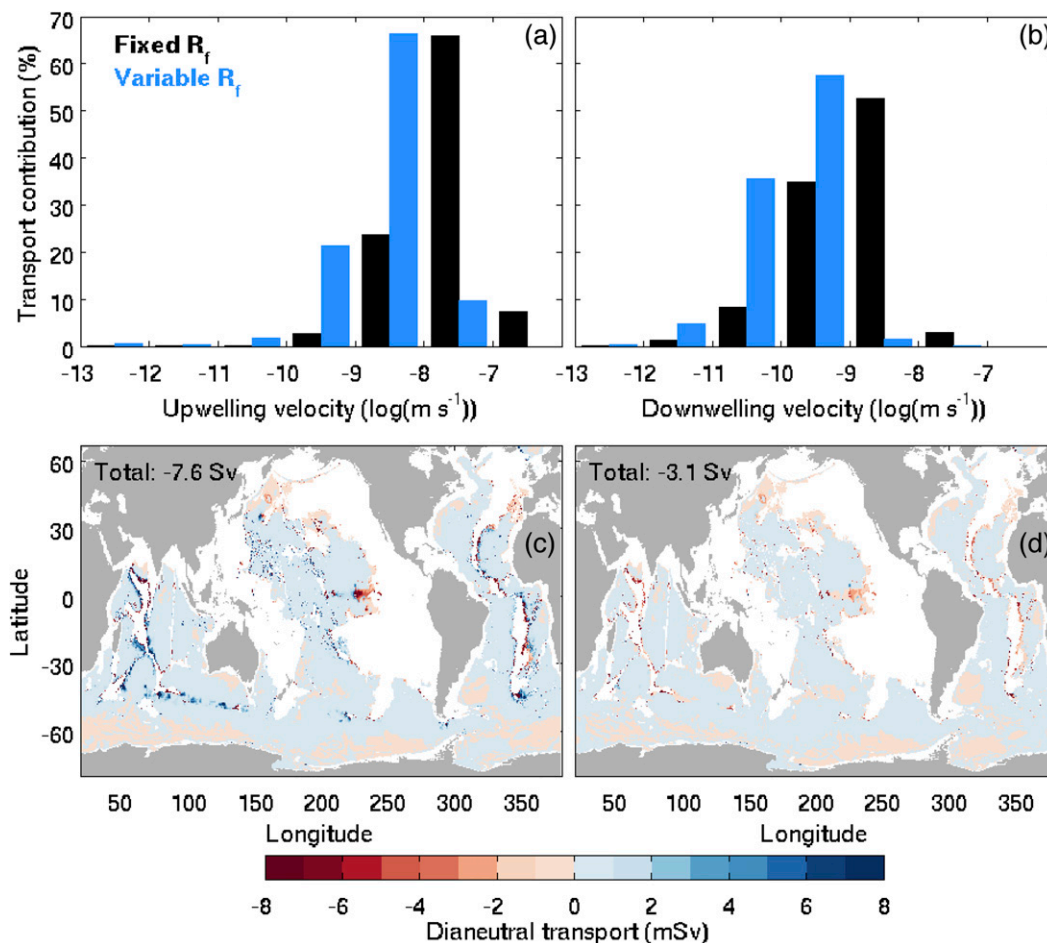 70
60
50
40
30
20
10
0
Transport contribution (%)
Fixed R_f
Variable R_f
(a)
(b)
-13 -12 -11 -10 -9 -8 -7
-13 -12 -11 -10 -9 -8 -7
Upwelling velocity (log(m s⁻¹))
Downwelling velocity (log(m s⁻¹))
60
30
0
-30
-60
Latitude
Total: -7.6 Sv
Total: -3.1 Sv
(c)
(d)
50 100 150 200 250 300 350
50 100 150 200 250 300 350
Longitude
Longitude
-8 -6 -4 -2 0 2 4 6 8
Dianeutral transport (mSv)